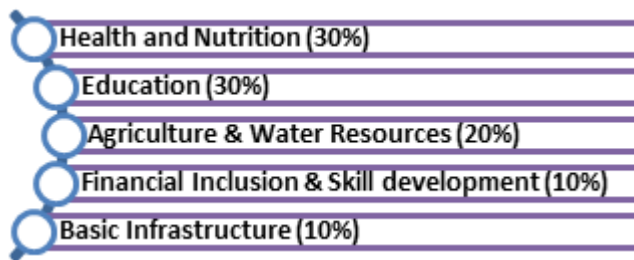 Health and Nutrition (30%)
Education (30%)
Agriculture & Water Resources (20%)
Financial Inclusion & Skill development (10%)
Basic Infrastructure (10%)